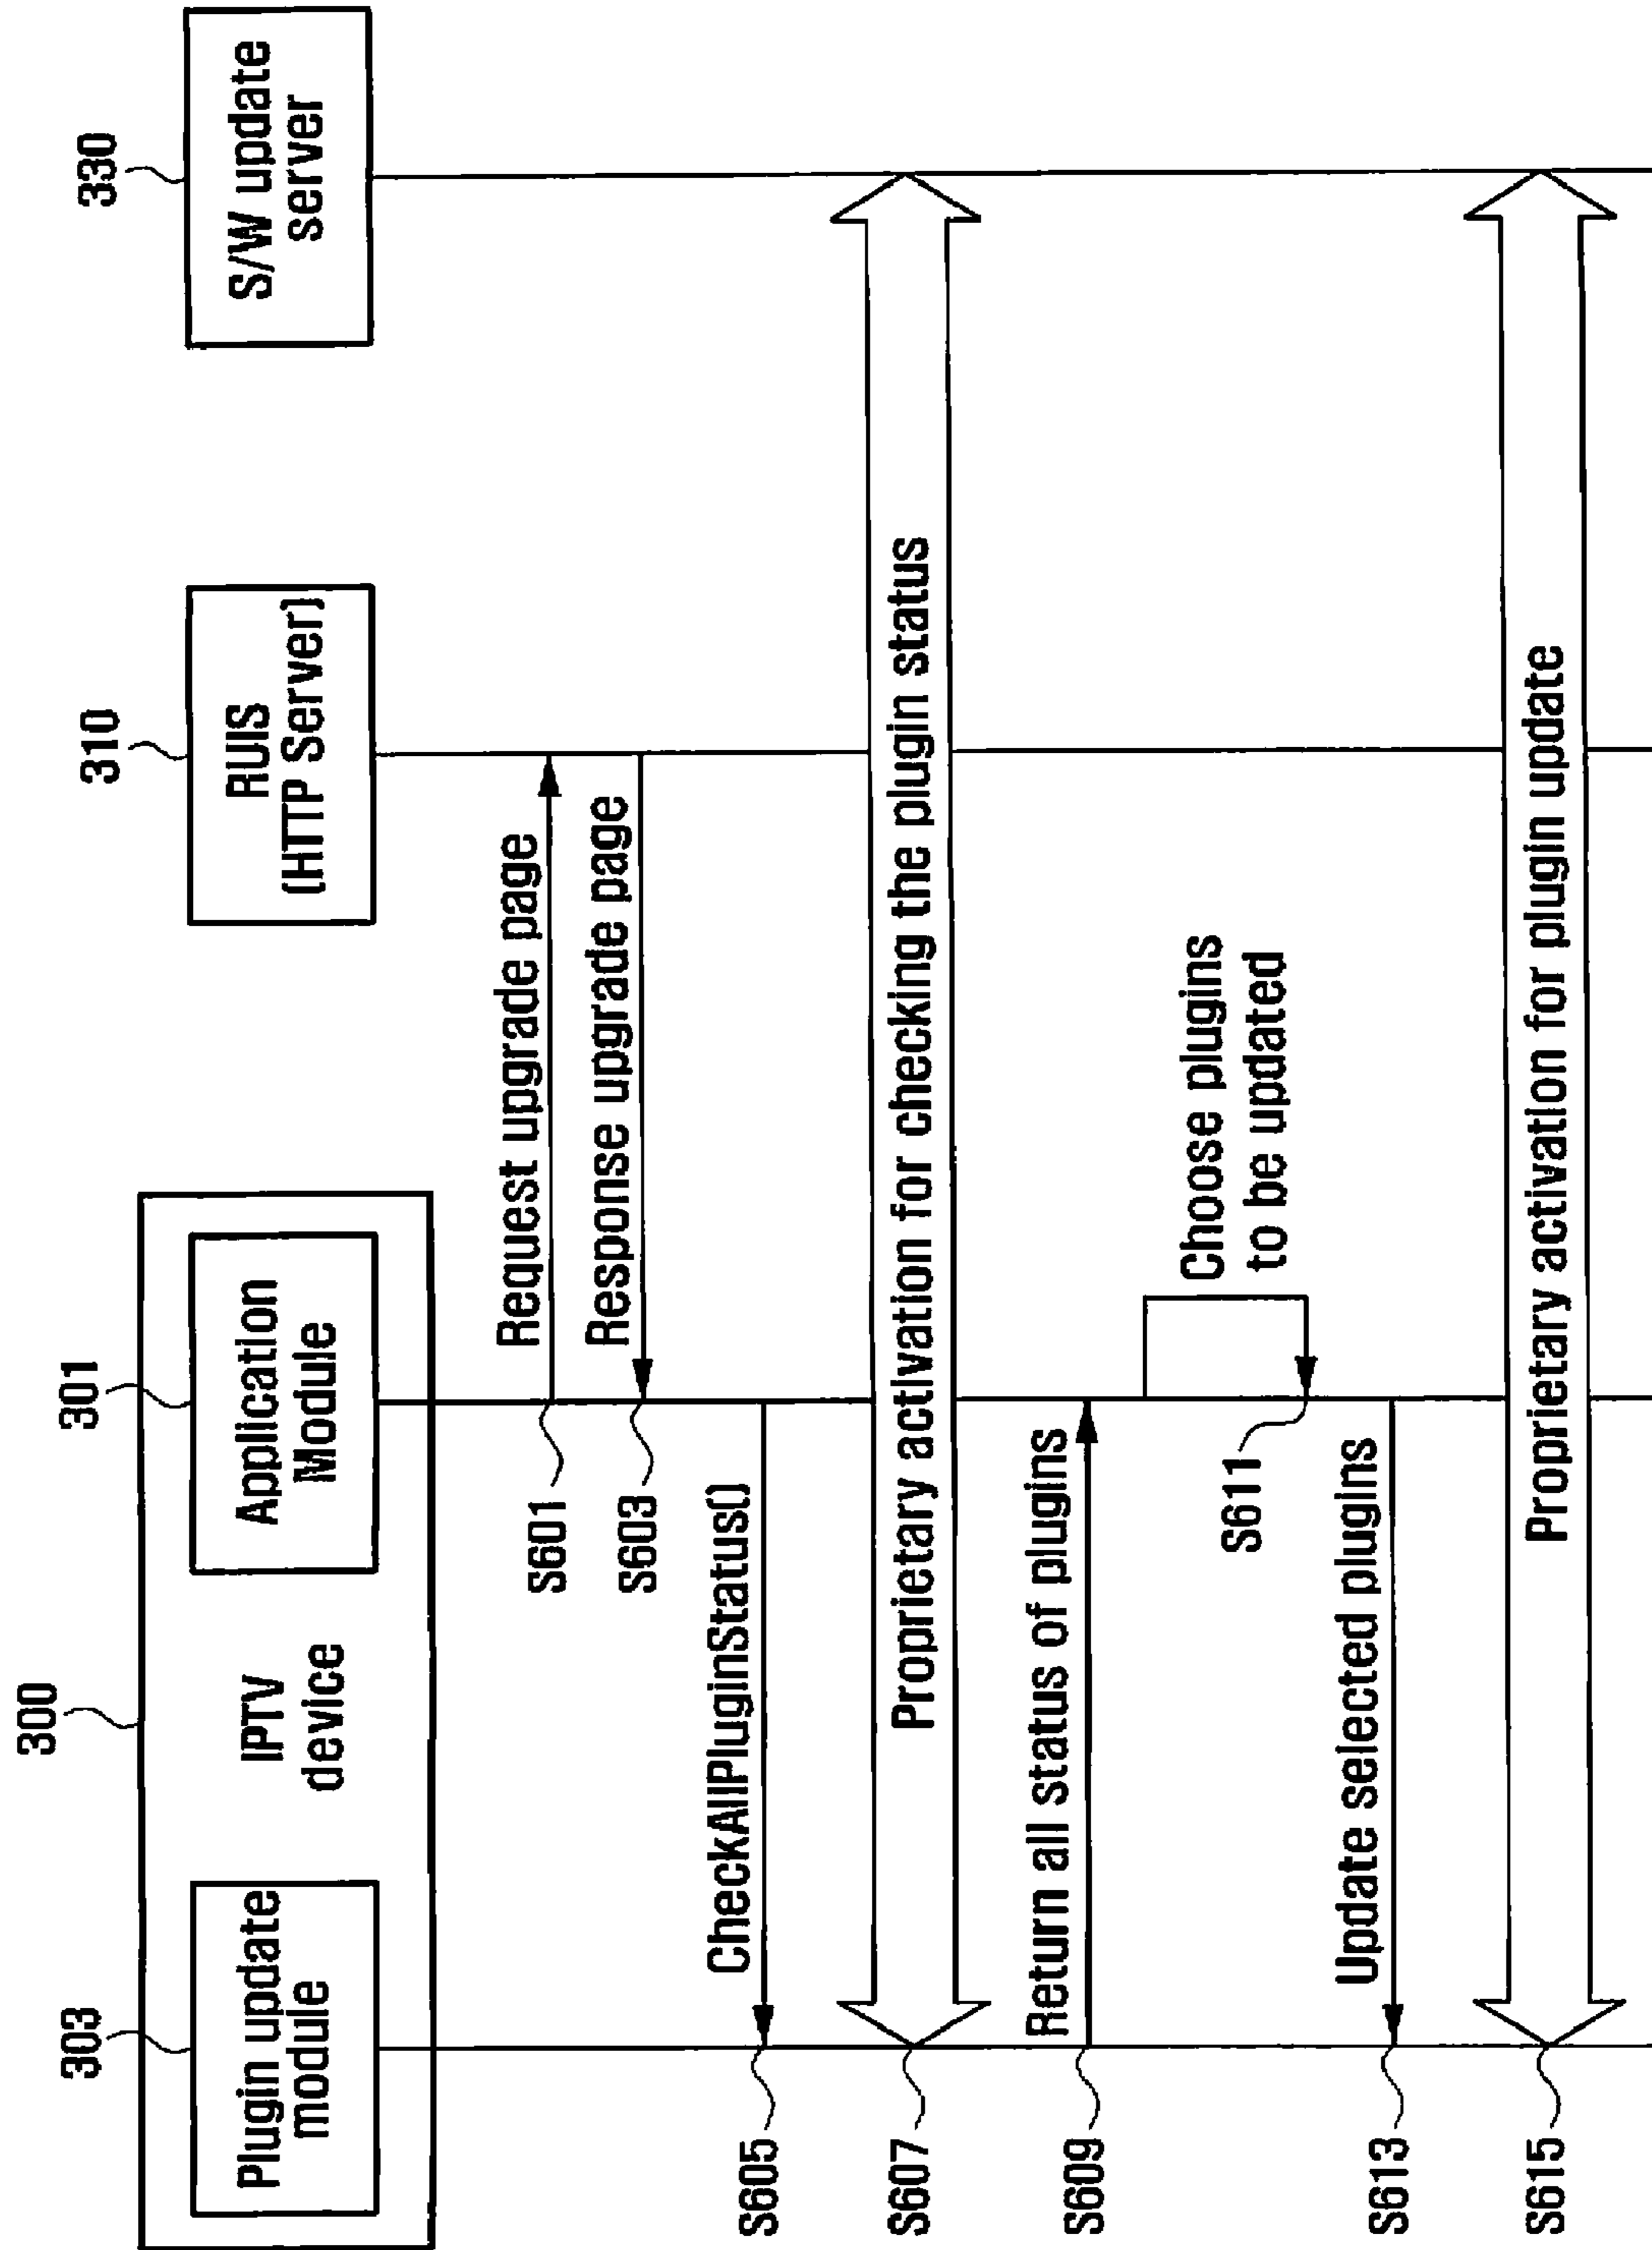 300
303
301
310
330
Plugin update
module
IPTV
device
Application
Module
RUIS
(HTTP Server)
S/W update
server
Request upgrade page
S601
Response upgrade page
S603
CheckAllPluginStatus()
S605
Proprietary activation for checking the plugin status
S607
Return all status of plugins
S609
Choose plugins
to be updated
S611
Update selected plugins
S613
Proprietary activation for plugin update
S615